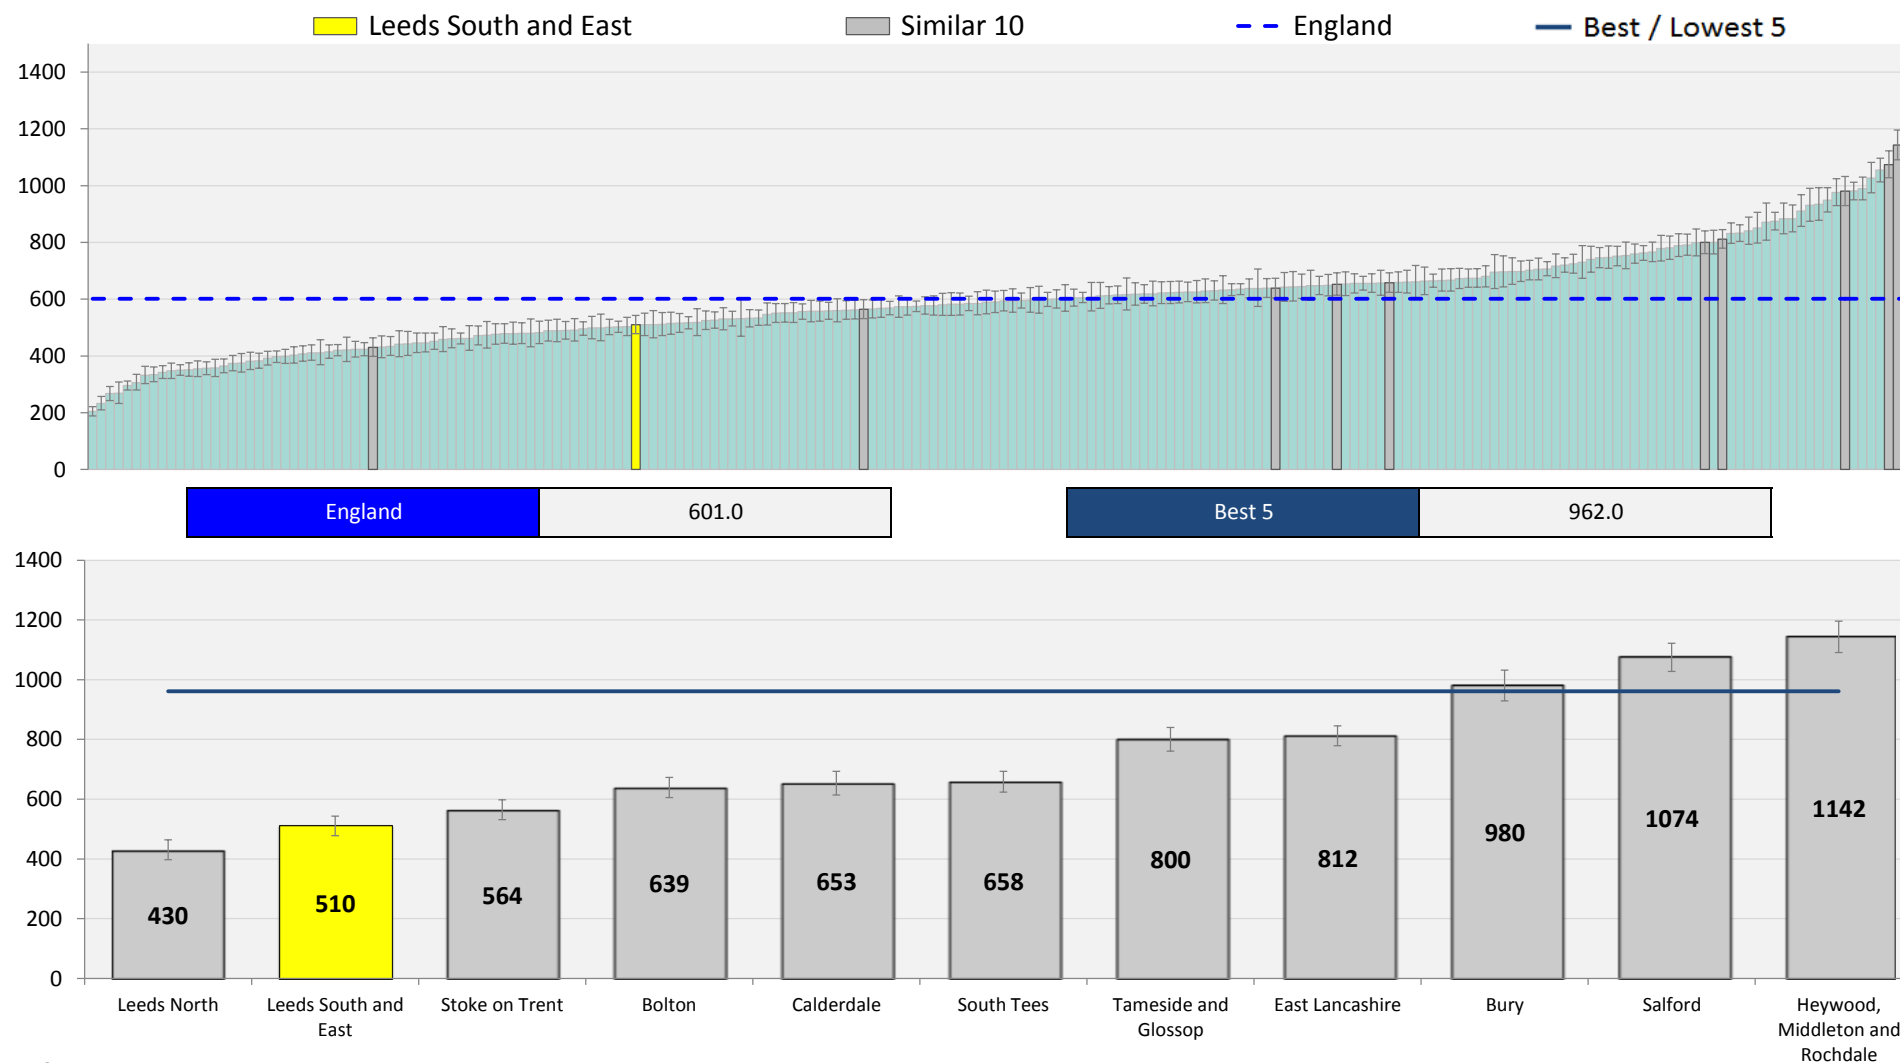 Leeds South and East
Similar 10
England
Best / Lowest 5
1400
1200
1000
800
600
400
200
0
England
601.0
Best 5
962.0
1400
1200
1000
800
600
400
200
0
430
510
564
639
653
658
800
812
980
1074
1142
Leeds North
Leeds South and
East
Stoke on Trent
Bolton
Calderdale
South Tees
Tameside and
Glossop
East Lancashire
Bury
Salford
Heywood,
Middleton and
Rochdale